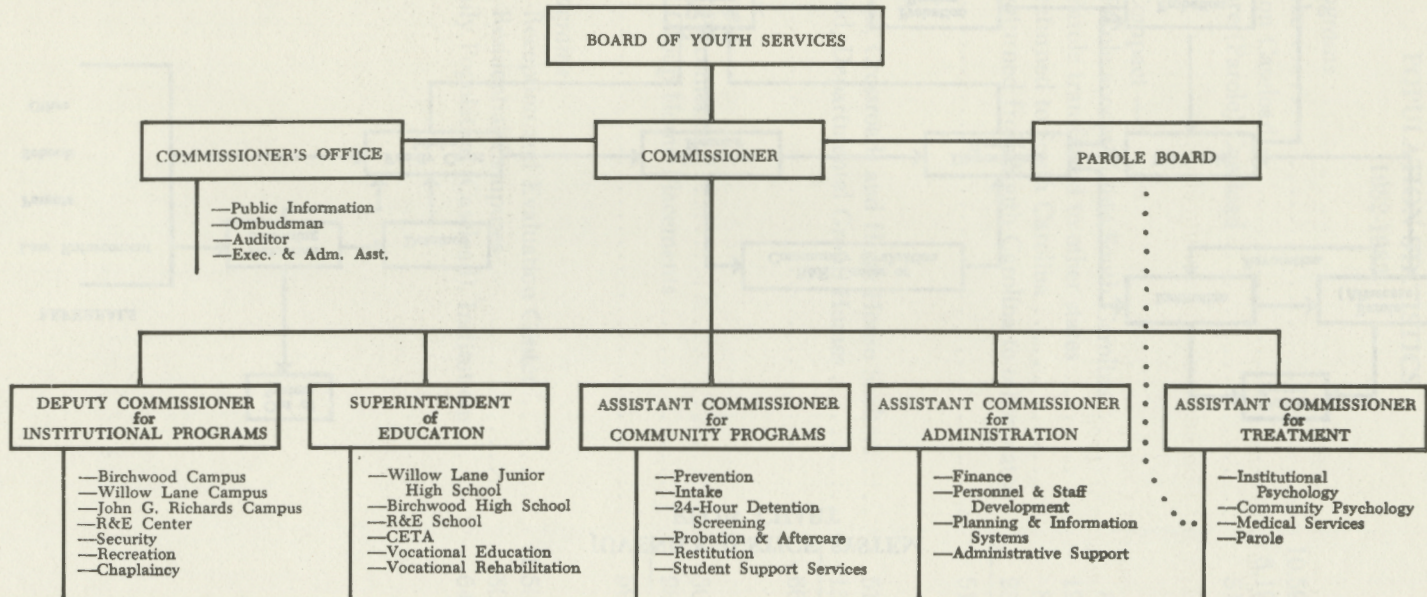 BOARD OF YOUTH SERVICES
COMMISSIONER'S OFFICE
COMMISSIONER
PAROLE BOARD
—Public Information
—Ombudsman
—Auditor
—Exec. & Adm. Asst.
DEPUTY COMMISSIONER
for
INSTITUTIONAL PROGRAMS
—Birchwood Campus
—Willow Lane Campus
—John G. Richards Campus
—R&E Center
—Security
—Recreation
—Chaplaincy
SUPERINTENDENT
of
EDUCATION
—Willow Lane Junior
High School
—Birchwood High School
—R&E School
—CETA
—Vocational Education
—Vocational Rehabilitation
ASSISTANT COMMISSIONER
for
COMMUNITY PROGRAMS
—Prevention
—Intake
—24-Hour Detention
Screening
—Probation & Aftercare
—Restitution
—Student Support Services
ASSISTANT COMMISSIONER
for
ADMINISTRATION
—Finance
—Personnel & Staff
Development
—Planning & Information
Systems
—Administrative Support
ASSISTANT COMMISSIONER
for
TREATMENT
—Institutional
Psychology
—Community Psychology
—Medical Services
—Parole